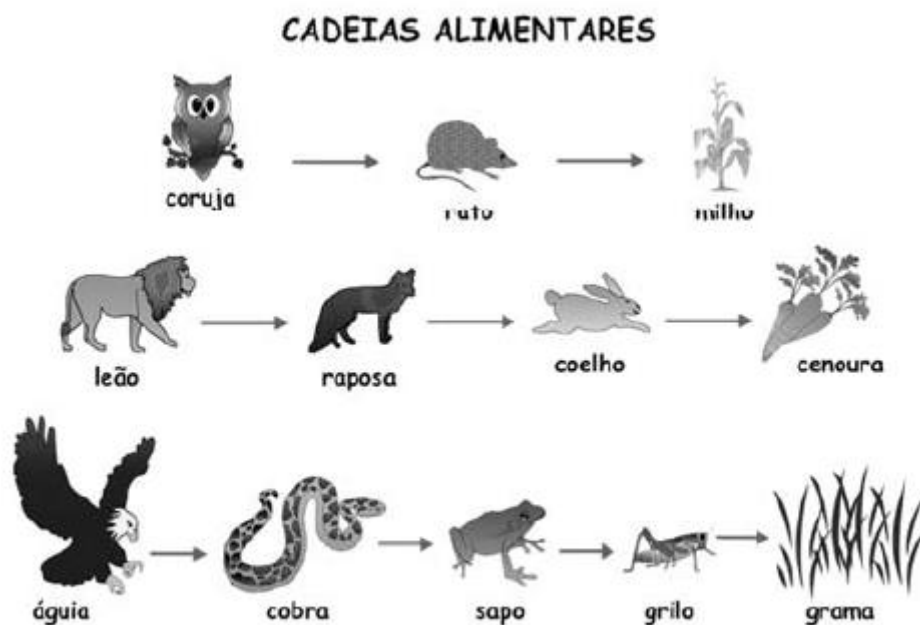 CADEIAS ALIMENTARES
coruja rato milho
leão raposa coelho cenoura
águia cobra sapo grilo grama